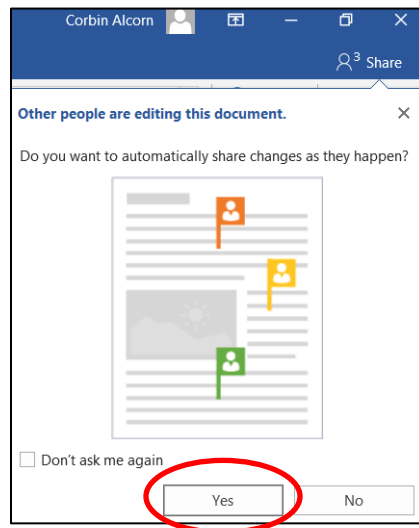 Corbin Alcorn
3 Share
Other people are editing this document.
Do you want to automatically share changes as they happen?
Don't ask me again
Yes No